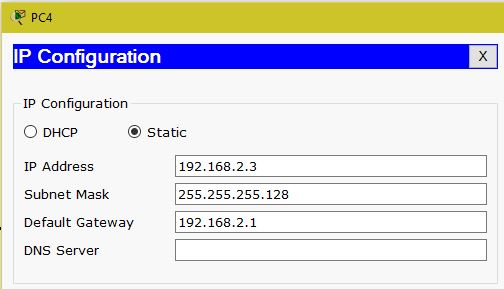 PC4
IP Configuration X
IP Configuration
DHCP Static
IP Address 192.168.2.3
Subnet Mask 255.255.255.128
Default Gateway 192.168.2.1
DNS Server